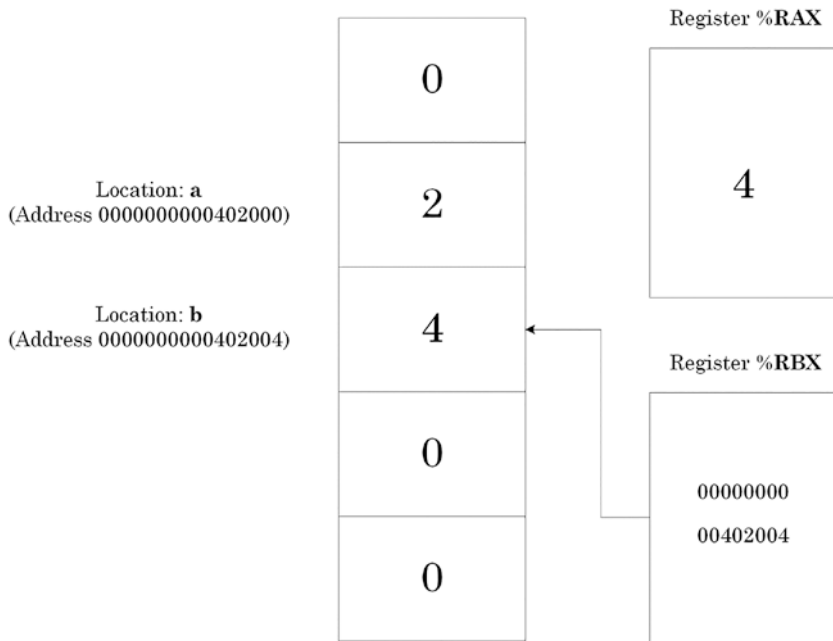 0
Location: a
(Address 0000000000402000)
2
Location: b
(Address 0000000000402004)
4
0
0
Register %RAX
4
Register %RBX
00000000
00402004